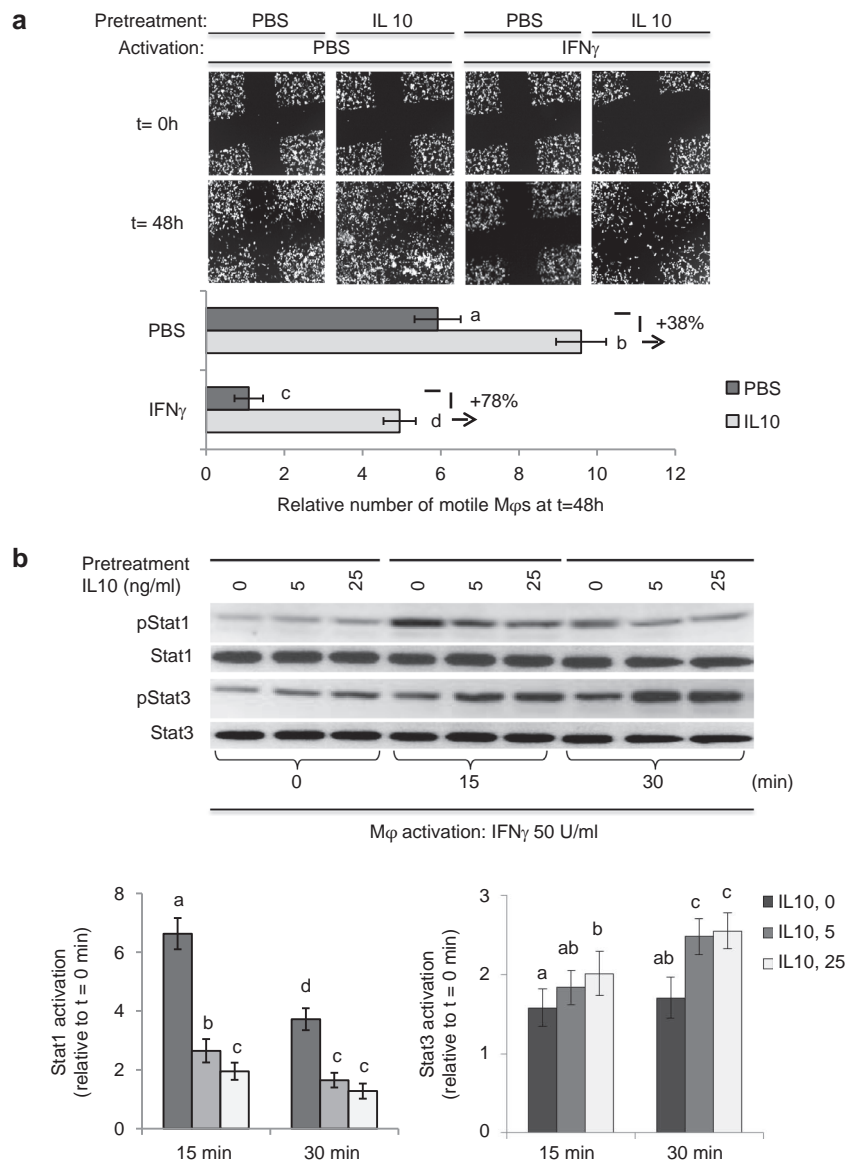 a
Pretreatment: PBS IL 10 PBS IL 10
Activation: PBS IFNγ
t= 0h
t= 48h
PBS
a
b
+38%
IFNγ
c
d
+78%
PBS
IL10
0 2 4 6 8 10 12
Relative number of motile Mφs at t=48h
b
Pretreatment
IL10 (ng/ml)
0 5 25 0 5 25 0 5 25
pStat1
Stat1
pStat3
Stat3
0 15 30 (min)
Mφ activation: IFNγ 50 U/ml
Stat1 activation
(relative to t = 0 min)
8
6
4
2
0
a
b
c
d
c
c
15 min 30 min
Stat3 activation
(relative to t = 0 min)
3
2
1
0
a
ab
b
ab
c
c
15 min 30 min
IL10, 0
IL10, 5
IL10, 25